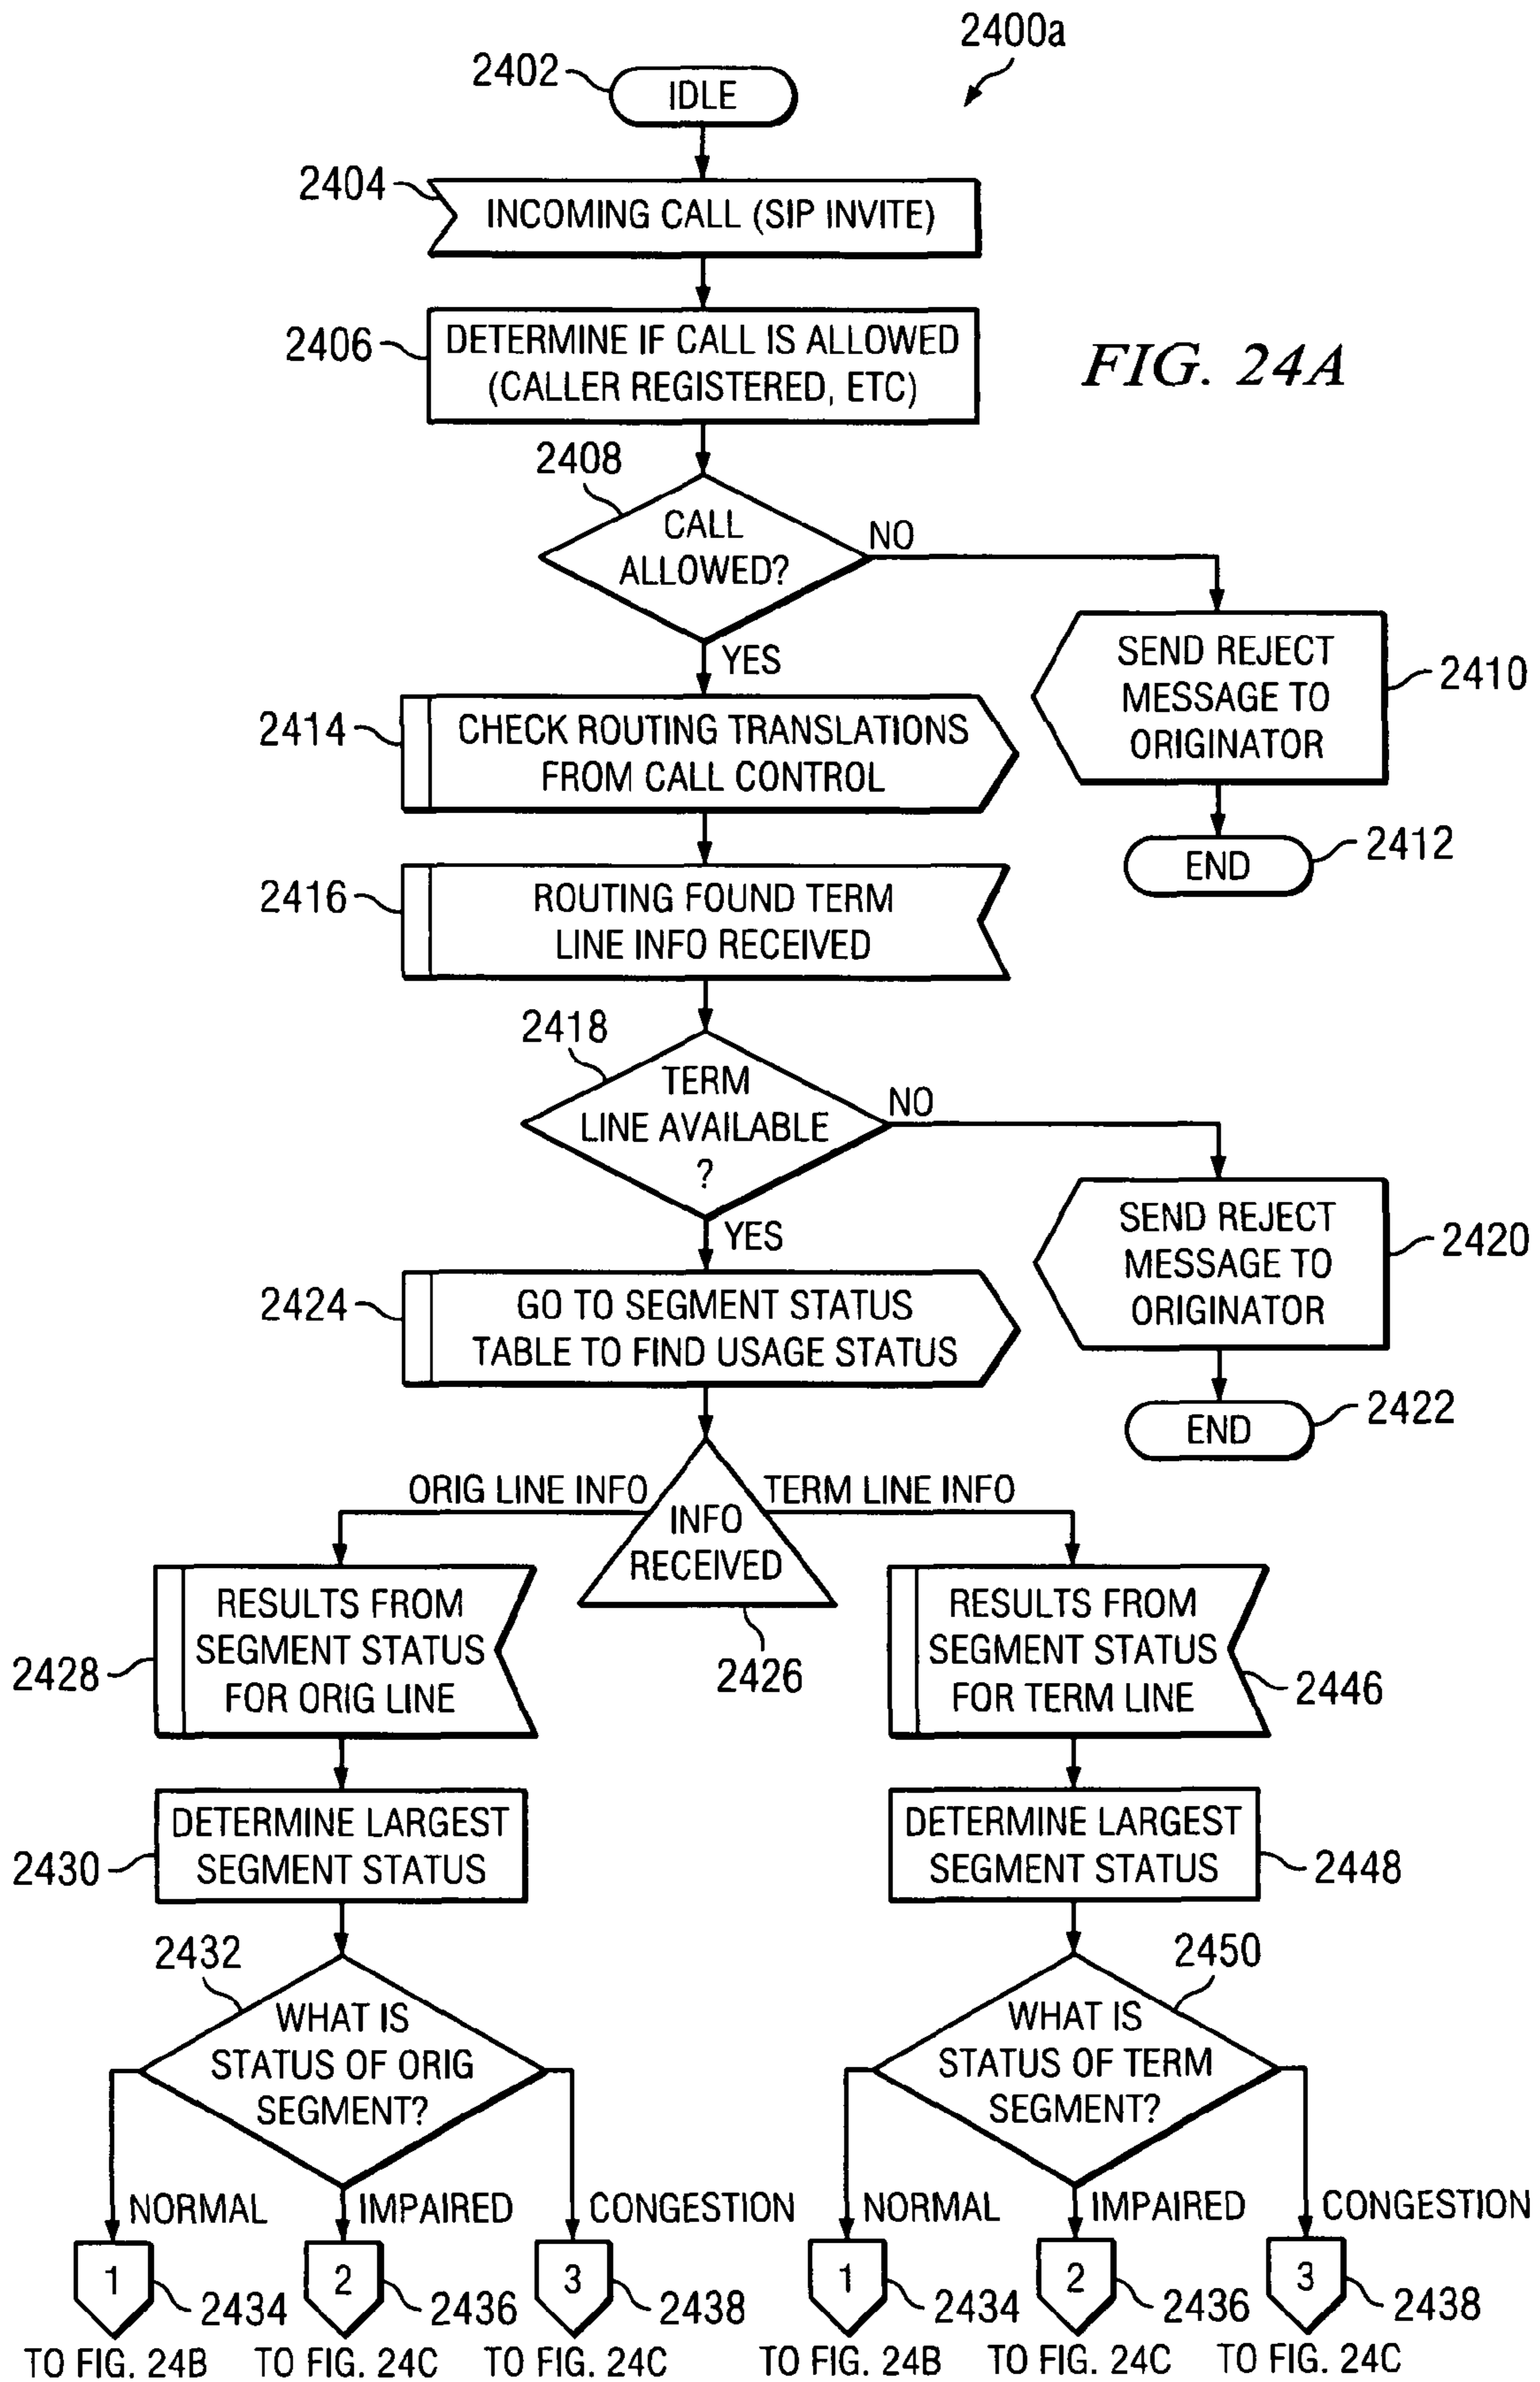 2400a
2402
IDLE
2404
INCOMING CALL (SIP INVITE)
2406
DETERMINE IF CALL IS ALLOWED
(CALLER REGISTERED, ETC)
FIG. 24A
2408
CALL
ALLOWED?
NO
YES
SEND REJECT
MESSAGE TO
ORIGINATOR
2410
2414
CHECK ROUTING TRANSLATIONS
FROM CALL CONTROL
END
2412
2416
ROUTING FOUND TERM
LINE INFO RECEIVED
2418
TERM
LINE AVAILABLE
?
NO
YES
SEND REJECT
MESSAGE TO
ORIGINATOR
2420
2424
GO TO SEGMENT STATUS
TABLE TO FIND USAGE STATUS
END
2422
ORIG LINE INFO
TERM LINE INFO
INFO
RECEIVED
2426
RESULTS FROM
SEGMENT STATUS
FOR ORIG LINE
2428
RESULTS FROM
SEGMENT STATUS
FOR TERM LINE
2446
DETERMINE LARGEST
SEGMENT STATUS
2430
DETERMINE LARGEST
SEGMENT STATUS
2448
2432
WHAT IS
STATUS OF ORIG
SEGMENT?
2450
WHAT IS
STATUS OF TERM
SEGMENT?
NORMAL
IMPAIRED
CONGESTION
NORMAL
IMPAIRED
CONGESTION
1
2434
2
2436
3
2438
1
2434
2
2436
3
2438
TO FIG. 24B
TO FIG. 24C
TO FIG. 24C
TO FIG. 24B
TO FIG. 24C
TO FIG. 24C